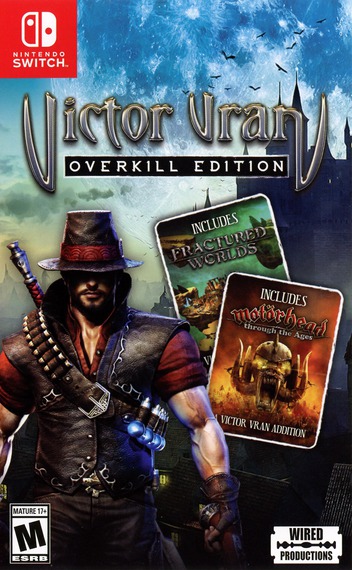 NINTENDO
SWITCH™
Victor Vran
OVERKILL EDITION
INCLUDES
FRACTURED
WORLDS
INCLUDES
motörhead
through the Ages
A VICTOR VRAN ADDITION
MATURE 17+
M
ESRB
WIRED
PRODUCTIONS